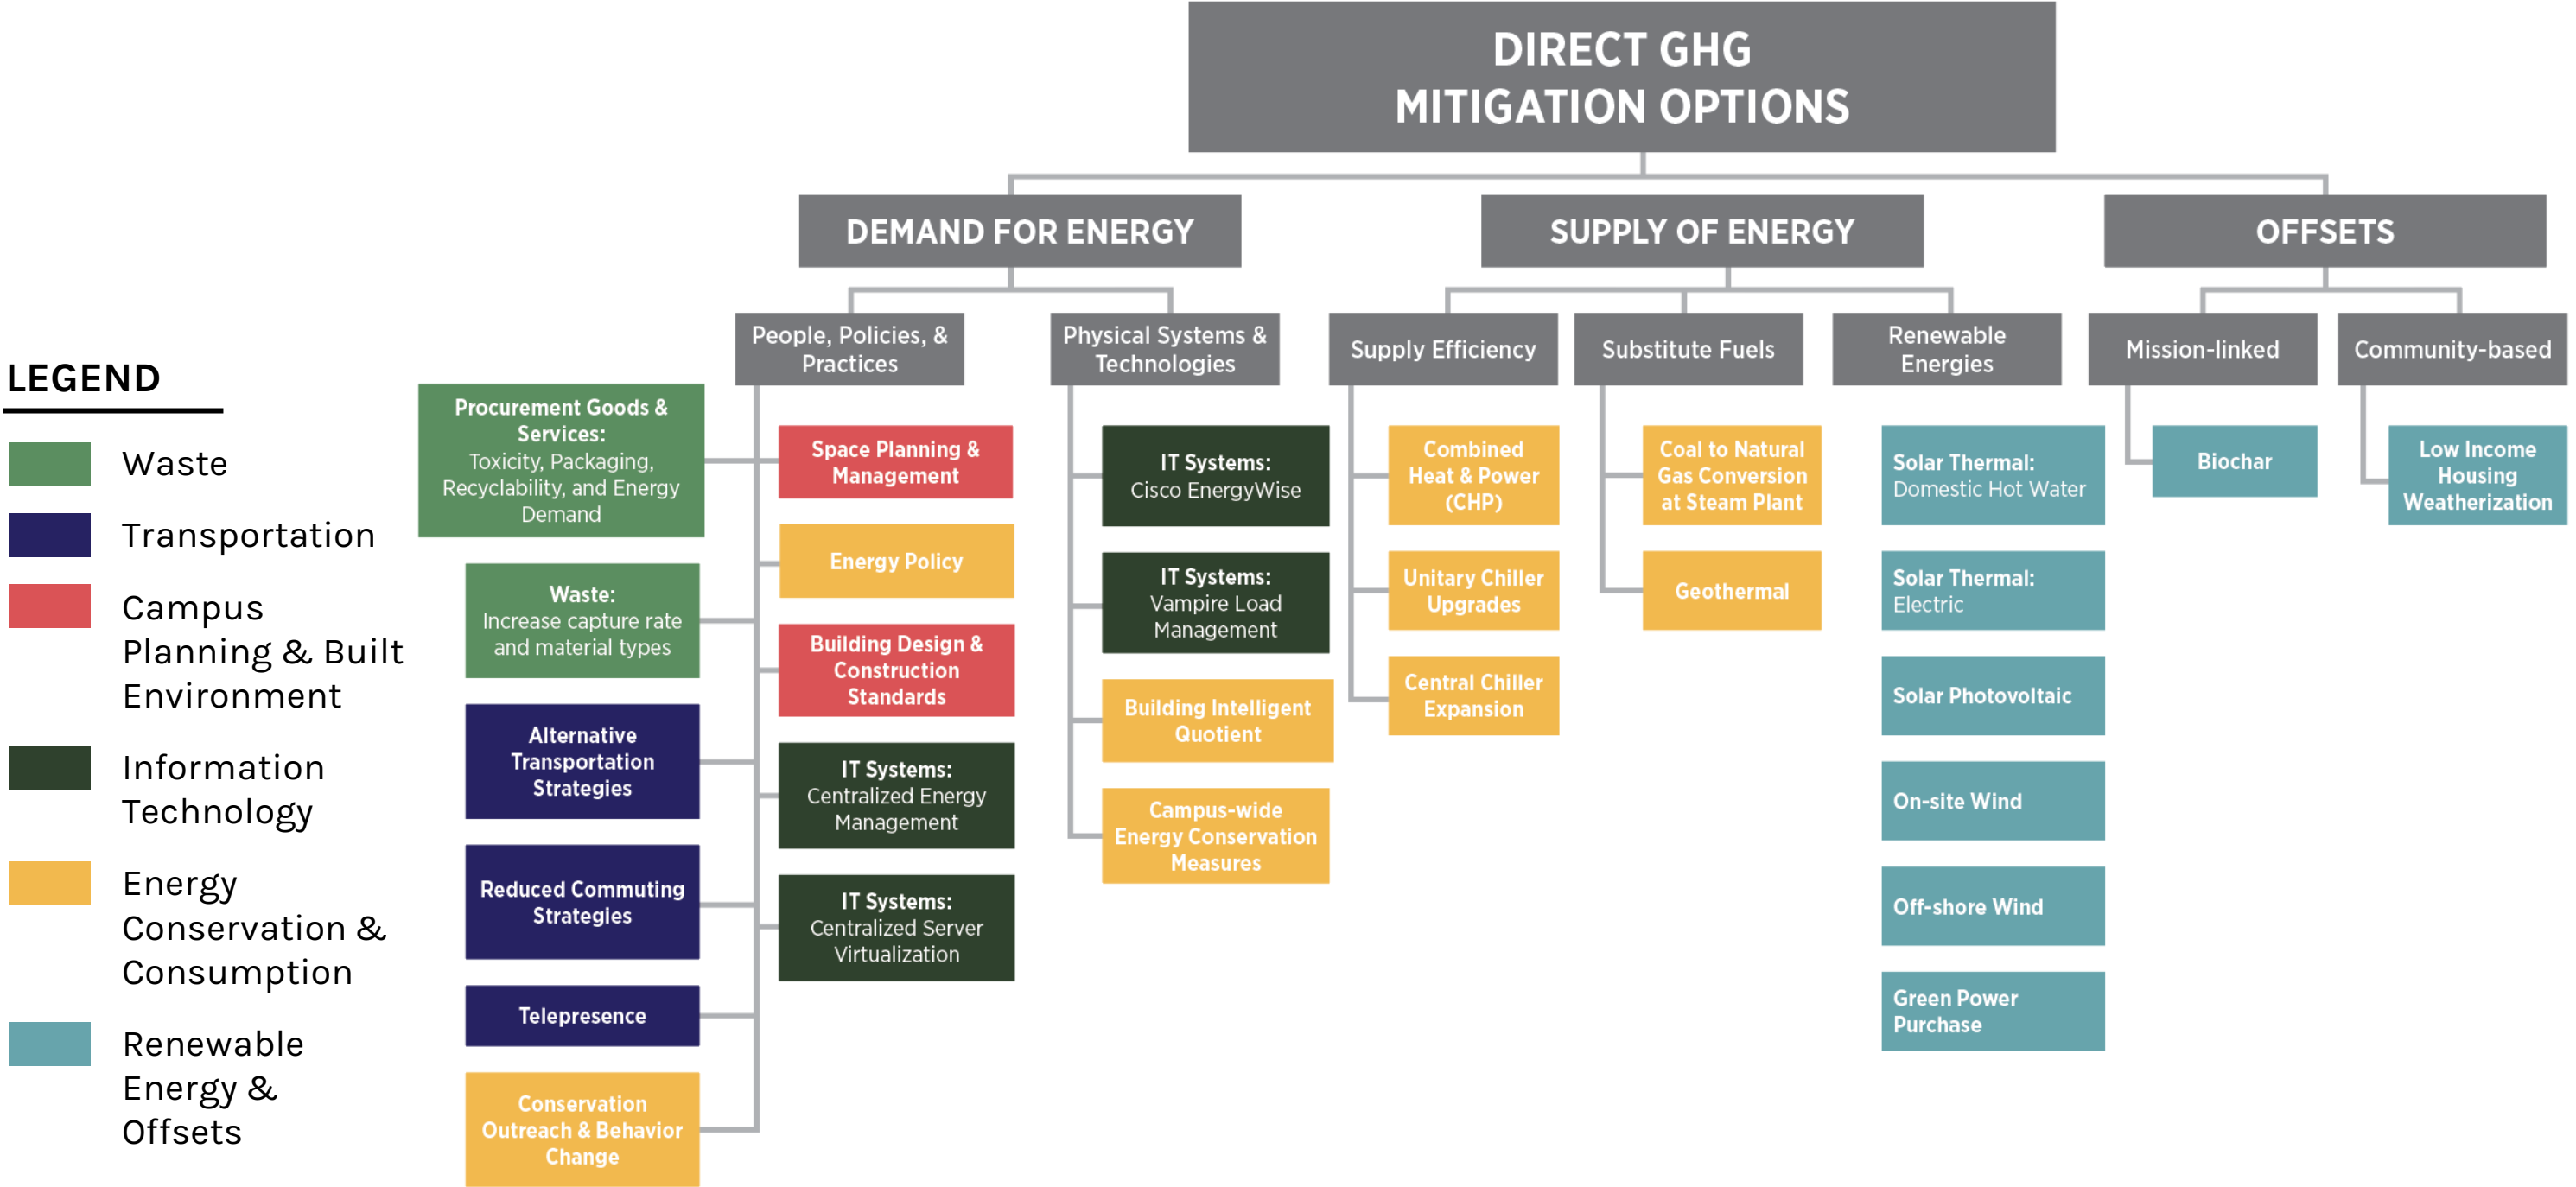 DIRECT GHG
MITIGATION OPTIONS
DEMAND FOR ENERGY
SUPPLY OF ENERGY
OFFSETS
People, Policies, &
Practices
Physical Systems &
Technologies
Supply Efficiency
Substitute Fuels
Renewable
Energies
Mission-linked
Community-based
LEGEND
Waste
Transportation
Campus
Planning & Built
Environment
Information
Technology
Energy
Conservation &
Consumption
Renewable
Energy &
Offsets
Procurement Goods &
Services:
Toxicity, Packaging,
Recyclability, and Energy
Demand
Waste:
Increase capture rate
and material types
Alternative
Transportation
Strategies
Reduced Commuting
Strategies
Telepresence
Conservation
Outreach & Behavior
Change
Space Planning &
Management
Energy Policy
Building Design &
Construction
Standards
IT Systems:
Centralized Energy
Management
IT Systems:
Centralized Server
Virtualization
IT Systems:
Cisco EnergyWise
IT Systems:
Vampire Load
Management
Building Intelligent
Quotient
Campus-wide
Energy Conservation
Measures
Combined
Heat & Power
(CHP)
Unitary Chiller
Upgrades
Central Chiller
Expansion
Coal to Natural
Gas Conversion
at Steam Plant
Geothermal
Solar Thermal:
Domestic Hot Water
Solar Thermal:
Electric
Solar Photovoltaic
On-site Wind
Off-shore Wind
Green Power
Purchase
Biochar
Low Income
Housing
Weatherization